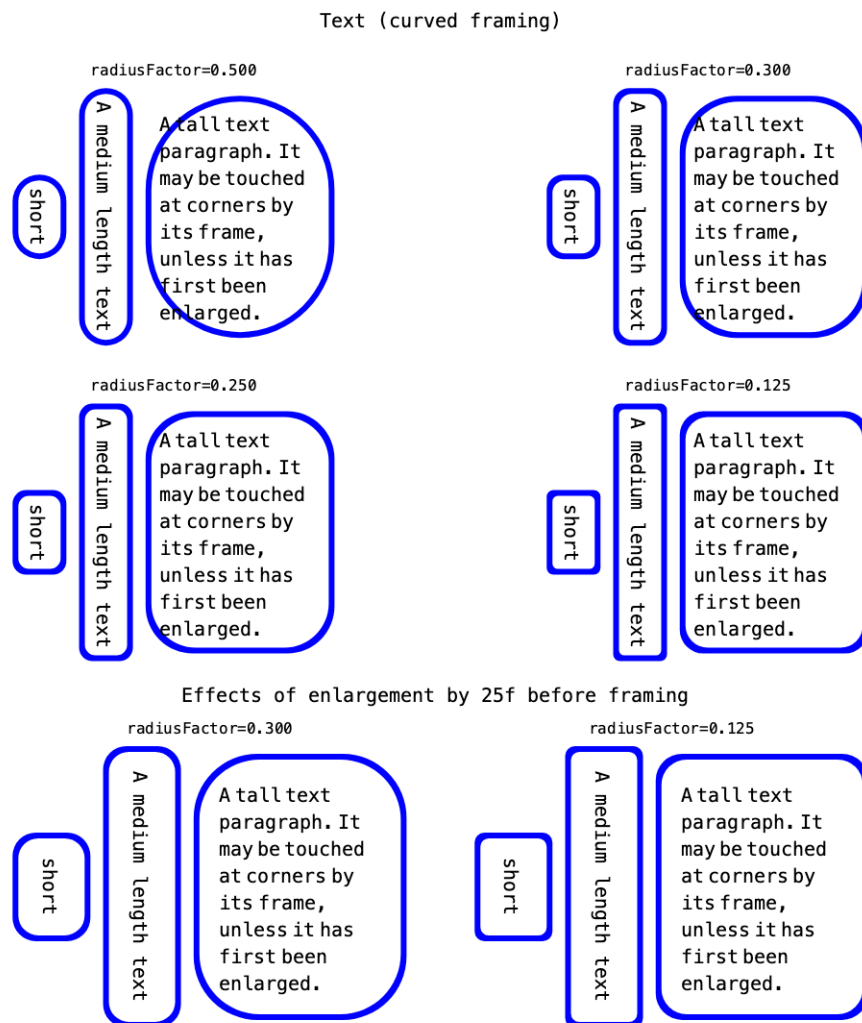 Text (curved framing)
radiusFactor=0.500
short
A medium length text
A tall text
paragraph. It
may be touched
at corners by
its frame,
unless it has
first been
enlarged.
radiusFactor=0.300
short
A medium length text
A tall text
paragraph. It
may be touched
at corners by
its frame,
unless it has
first been
enlarged.
radiusFactor=0.250
short
A medium length text
A tall text
paragraph. It
may be touched
at corners by
its frame,
unless it has
first been
enlarged.
radiusFactor=0.125
short
A medium length text
A tall text
paragraph. It
may be touched
at corners by
its frame,
unless it has
first been
enlarged.
Effects of enlargement by 25f before framing
radiusFactor=0.300
short
A medium length text
A tall text
paragraph. It
may be touched
at corners by
its frame,
unless it has
first been
enlarged.
radiusFactor=0.125
short
A medium length text
A tall text
paragraph. It
may be touched
at corners by
its frame,
unless it has
first been
enlarged.